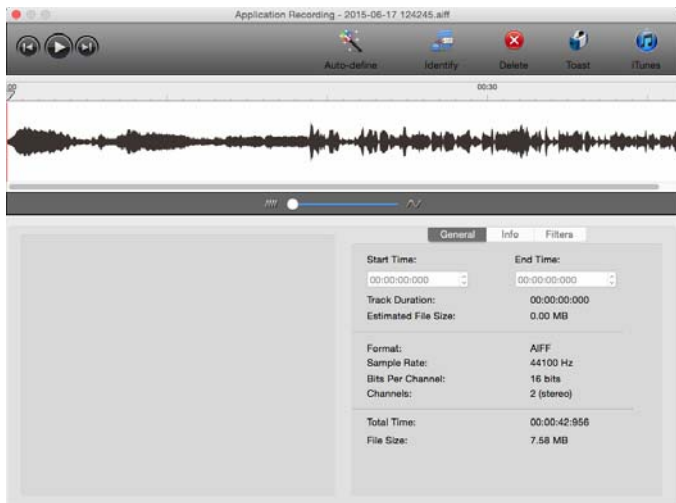 Application Recording - 2015-06-17 124245.aiff
Auto-define Identify Delete Toast iTunes
:00 00:30
General Info Filters
Start Time: End Time:
00:00:00:000 00:00:00:000
Track Duration: 00:00:00:000
Estimated File Size: 0.00 MB
Format: AIFF
Sample Rate: 44100 Hz
Bits Per Channel: 16 bits
Channels: 2 (stereo)
Total Time: 00:00:42:956
File Size: 7.58 MB